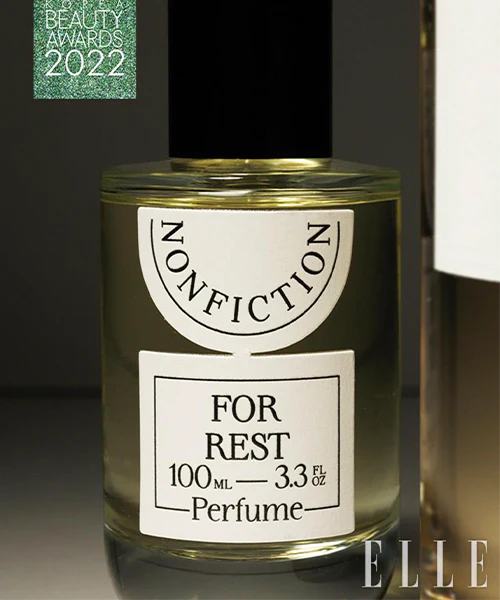 BEAUTY
AWARDS
2022
NONFICTION
FOR
REST
100ML — 3.3 FL OZ
Perfume
ELLE